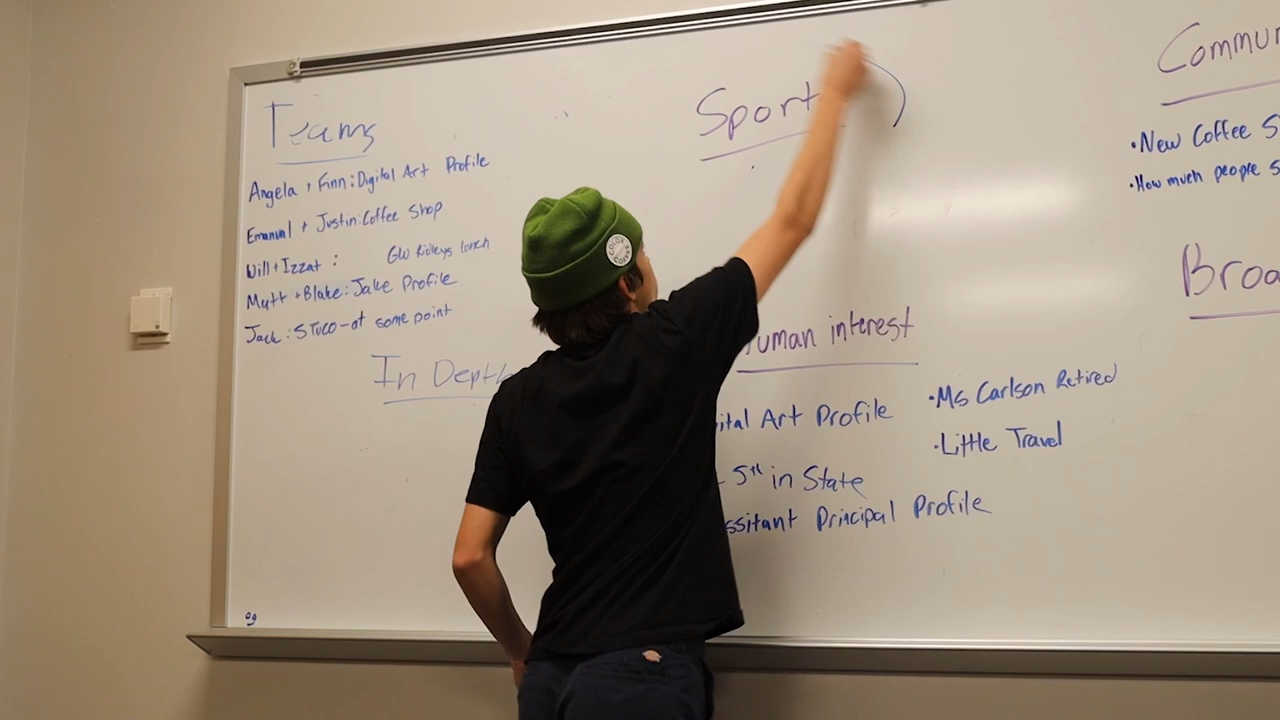 Teams
Angela + Finn: Digital Art Profile
Emanual + Justin: Coffee Shop
Will + Izzat : GW Ridleys lunch
Matt + Blake: Jake Profile
Jack: STUCO-at some point
In Depth
Sport
uman interest
ital Art Profile
5th in State
ssitant Principal Profile
•Ms Carlson Retired
•Little Travel
Commun
•New Coffee S
•How much people s
Broa